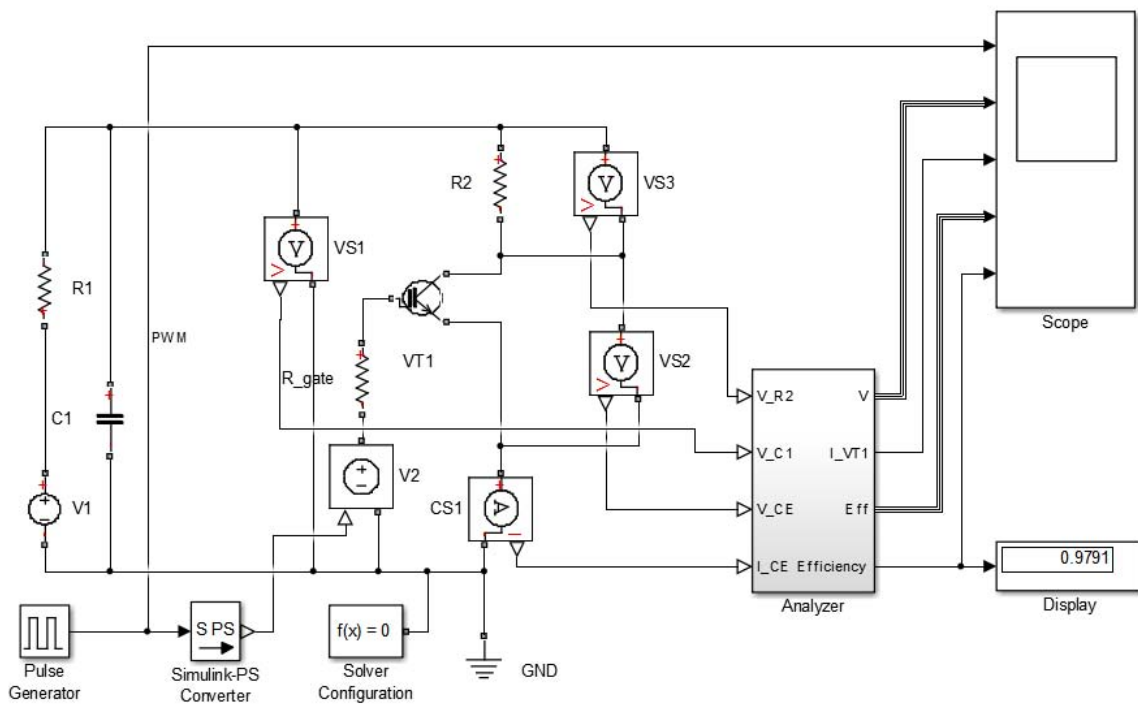 R2
VS3
VS1
R1
Scope
PWM
VT1
VS2
R_gate
V_R2
V
C1
V_C1
I_VT1
V2
V1
CS1
V_CE
Eff
I_CE
Efficiency
0.9791
Analyzer
Display
S PS
f(x) = 0
Pulse
Generator
Simulink-PS
Converter
Solver
Configuration
GND